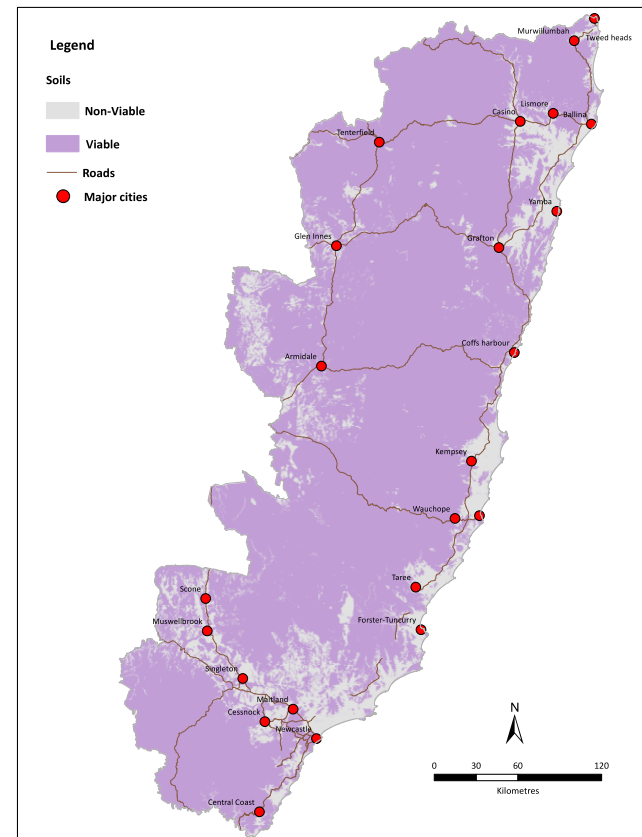 Legend
Soils
Non-Viable
Viable
Roads
Major cities
Murwillumbah
Tweed heads
Lismore
Casino
Ballina
Tenterfield
Yamba
Glen Innes
Grafton
Coffs harbour
Armidale
Kempsey
Wauchope
Taree
Scone
Forster-Tuncurry
Muswellbrook
Singleton
Maitland
Cessnock
Newcastle
Central Coast
N
0 30 60 120
Kilometres